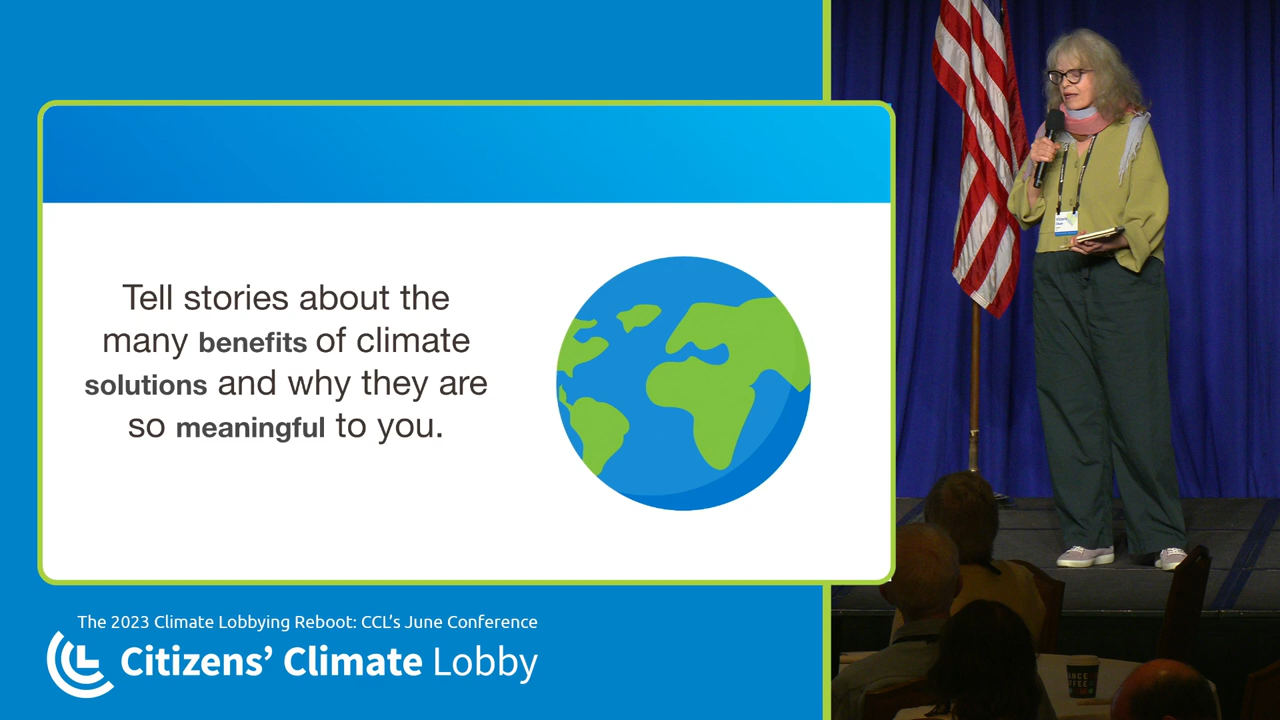 Tell stories about the
many benefits of climate
solutions and why they are
so meaningful to you.
The 2023 Climate Lobbying Reboot: CCL's June Conference
Citizens' Climate Lobby